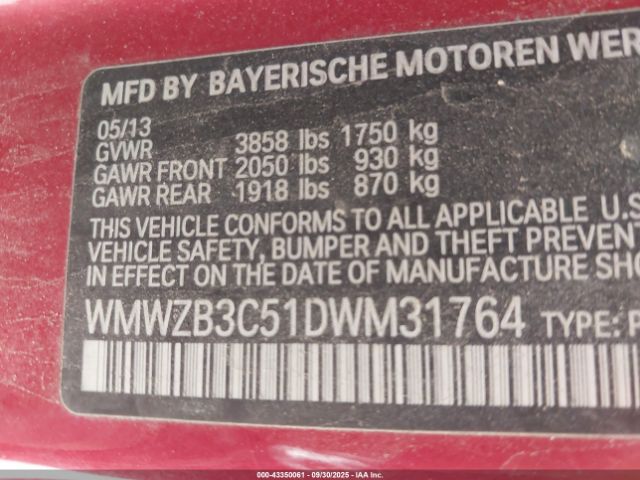 MFD BY BAYERISCHE MOTOREN WER
05/13
GVWR 3858 lbs 1750 kg
GAWR FRONT 2050 lbs 930 kg
GAWR REAR 1918 lbs 870 kg
THIS VEHICLE CONFORMS TO ALL APPLICABLE U.S
VEHICLE SAFETY, BUMPER AND THEFT PREVENT
IN EFFECT ON THE DATE OF MANUFACTURE SHO
WMWZB3C51DWM31764 TYPE: P
000-43350061 - 09/30/2025 - IAA Inc.